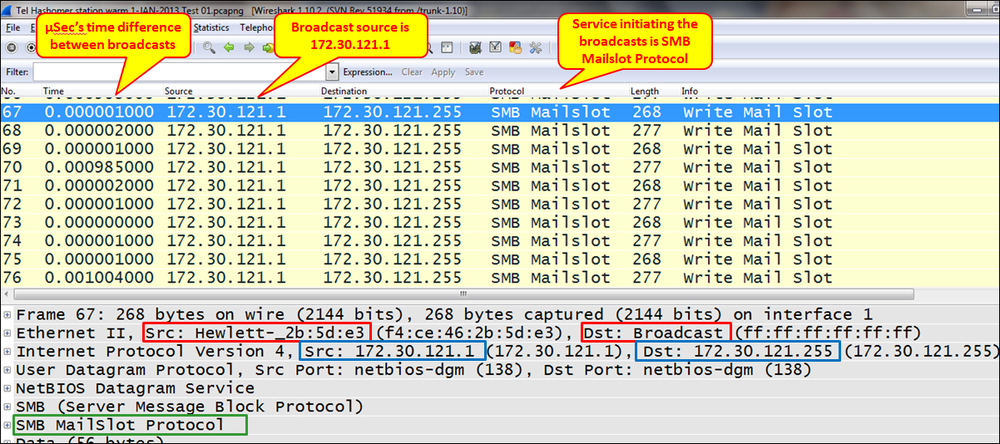 Tel Hashomer station warm 1-JAN-2013 Test 01.pcapng [Wireshark 1.10.2 (SVN Rev 51934 from /trunk-1.10)]
File Statistics Telepho
µSec's time difference between broadcasts
Broadcast source is 172.30.121.1
Service initiating the broadcasts is SMB Mailslot Protocol
Filter: Expression... Clear Apply Save
No. Time Source Destination Protocol Length Info
67 0.000001000 172.30.121.1 172.30.121.255 SMB Mailslot 268 Write Mail Slot
68 0.000002000 172.30.121.1 172.30.121.255 SMB Mailslot 277 Write Mail Slot
69 0.000001000 172.30.121.1 172.30.121.255 SMB Mailslot 268 Write Mail Slot
70 0.000985000 172.30.121.1 172.30.121.255 SMB Mailslot 277 Write Mail Slot
71 0.000002000 172.30.121.1 172.30.121.255 SMB Mailslot 268 Write Mail Slot
72 0.000001000 172.30.121.1 172.30.121.255 SMB Mailslot 277 Write Mail Slot
73 0.000000000 172.30.121.1 172.30.121.255 SMB Mailslot 268 Write Mail Slot
74 0.000001000 172.30.121.1 172.30.121.255 SMB Mailslot 277 Write Mail Slot
75 0.000001000 172.30.121.1 172.30.121.255 SMB Mailslot 268 Write Mail Slot
76 0.001004000 172.30.121.1 172.30.121.255 SMB Mailslot 277 Write Mail Slot
Frame 67: 268 bytes on wire (2144 bits), 268 bytes captured (2144 bits) on interface 1
Ethernet II, Src: Hewlett-_2b:5d:e3 (f4:ce:46:2b:5d:e3), Dst: Broadcast (ff:ff:ff:ff:ff:ff)
Internet Protocol Version 4, Src: 172.30.121.1 (172.30.121.1), Dst: 172.30.121.255 (172.30.121.255)
User Datagram Protocol, Src Port: netbios-dgm (138), Dst Port: netbios-dgm (138)
NetBIOS Datagram Service
SMB (Server Message Block Protocol)
SMB MailSlot Protocol
Data (56 bytes)